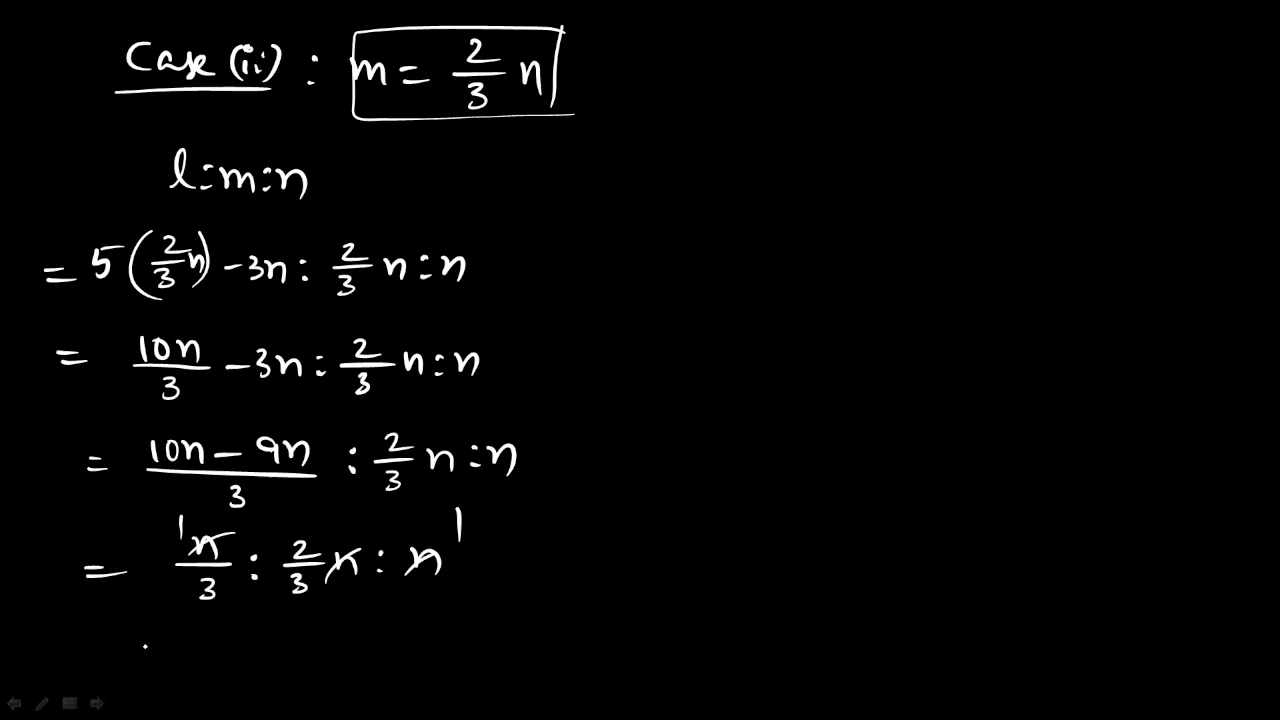 Case (ii) : m = 2/3 n
l : m : n
= 5 (2/3 n) - 3n : 2/3 n : n
= 10n/3 - 3n : 2/3 n : n
= (10n - 9n)/3 : 2/3 n : n
= 1 n/3 : 2/3 n : n 1